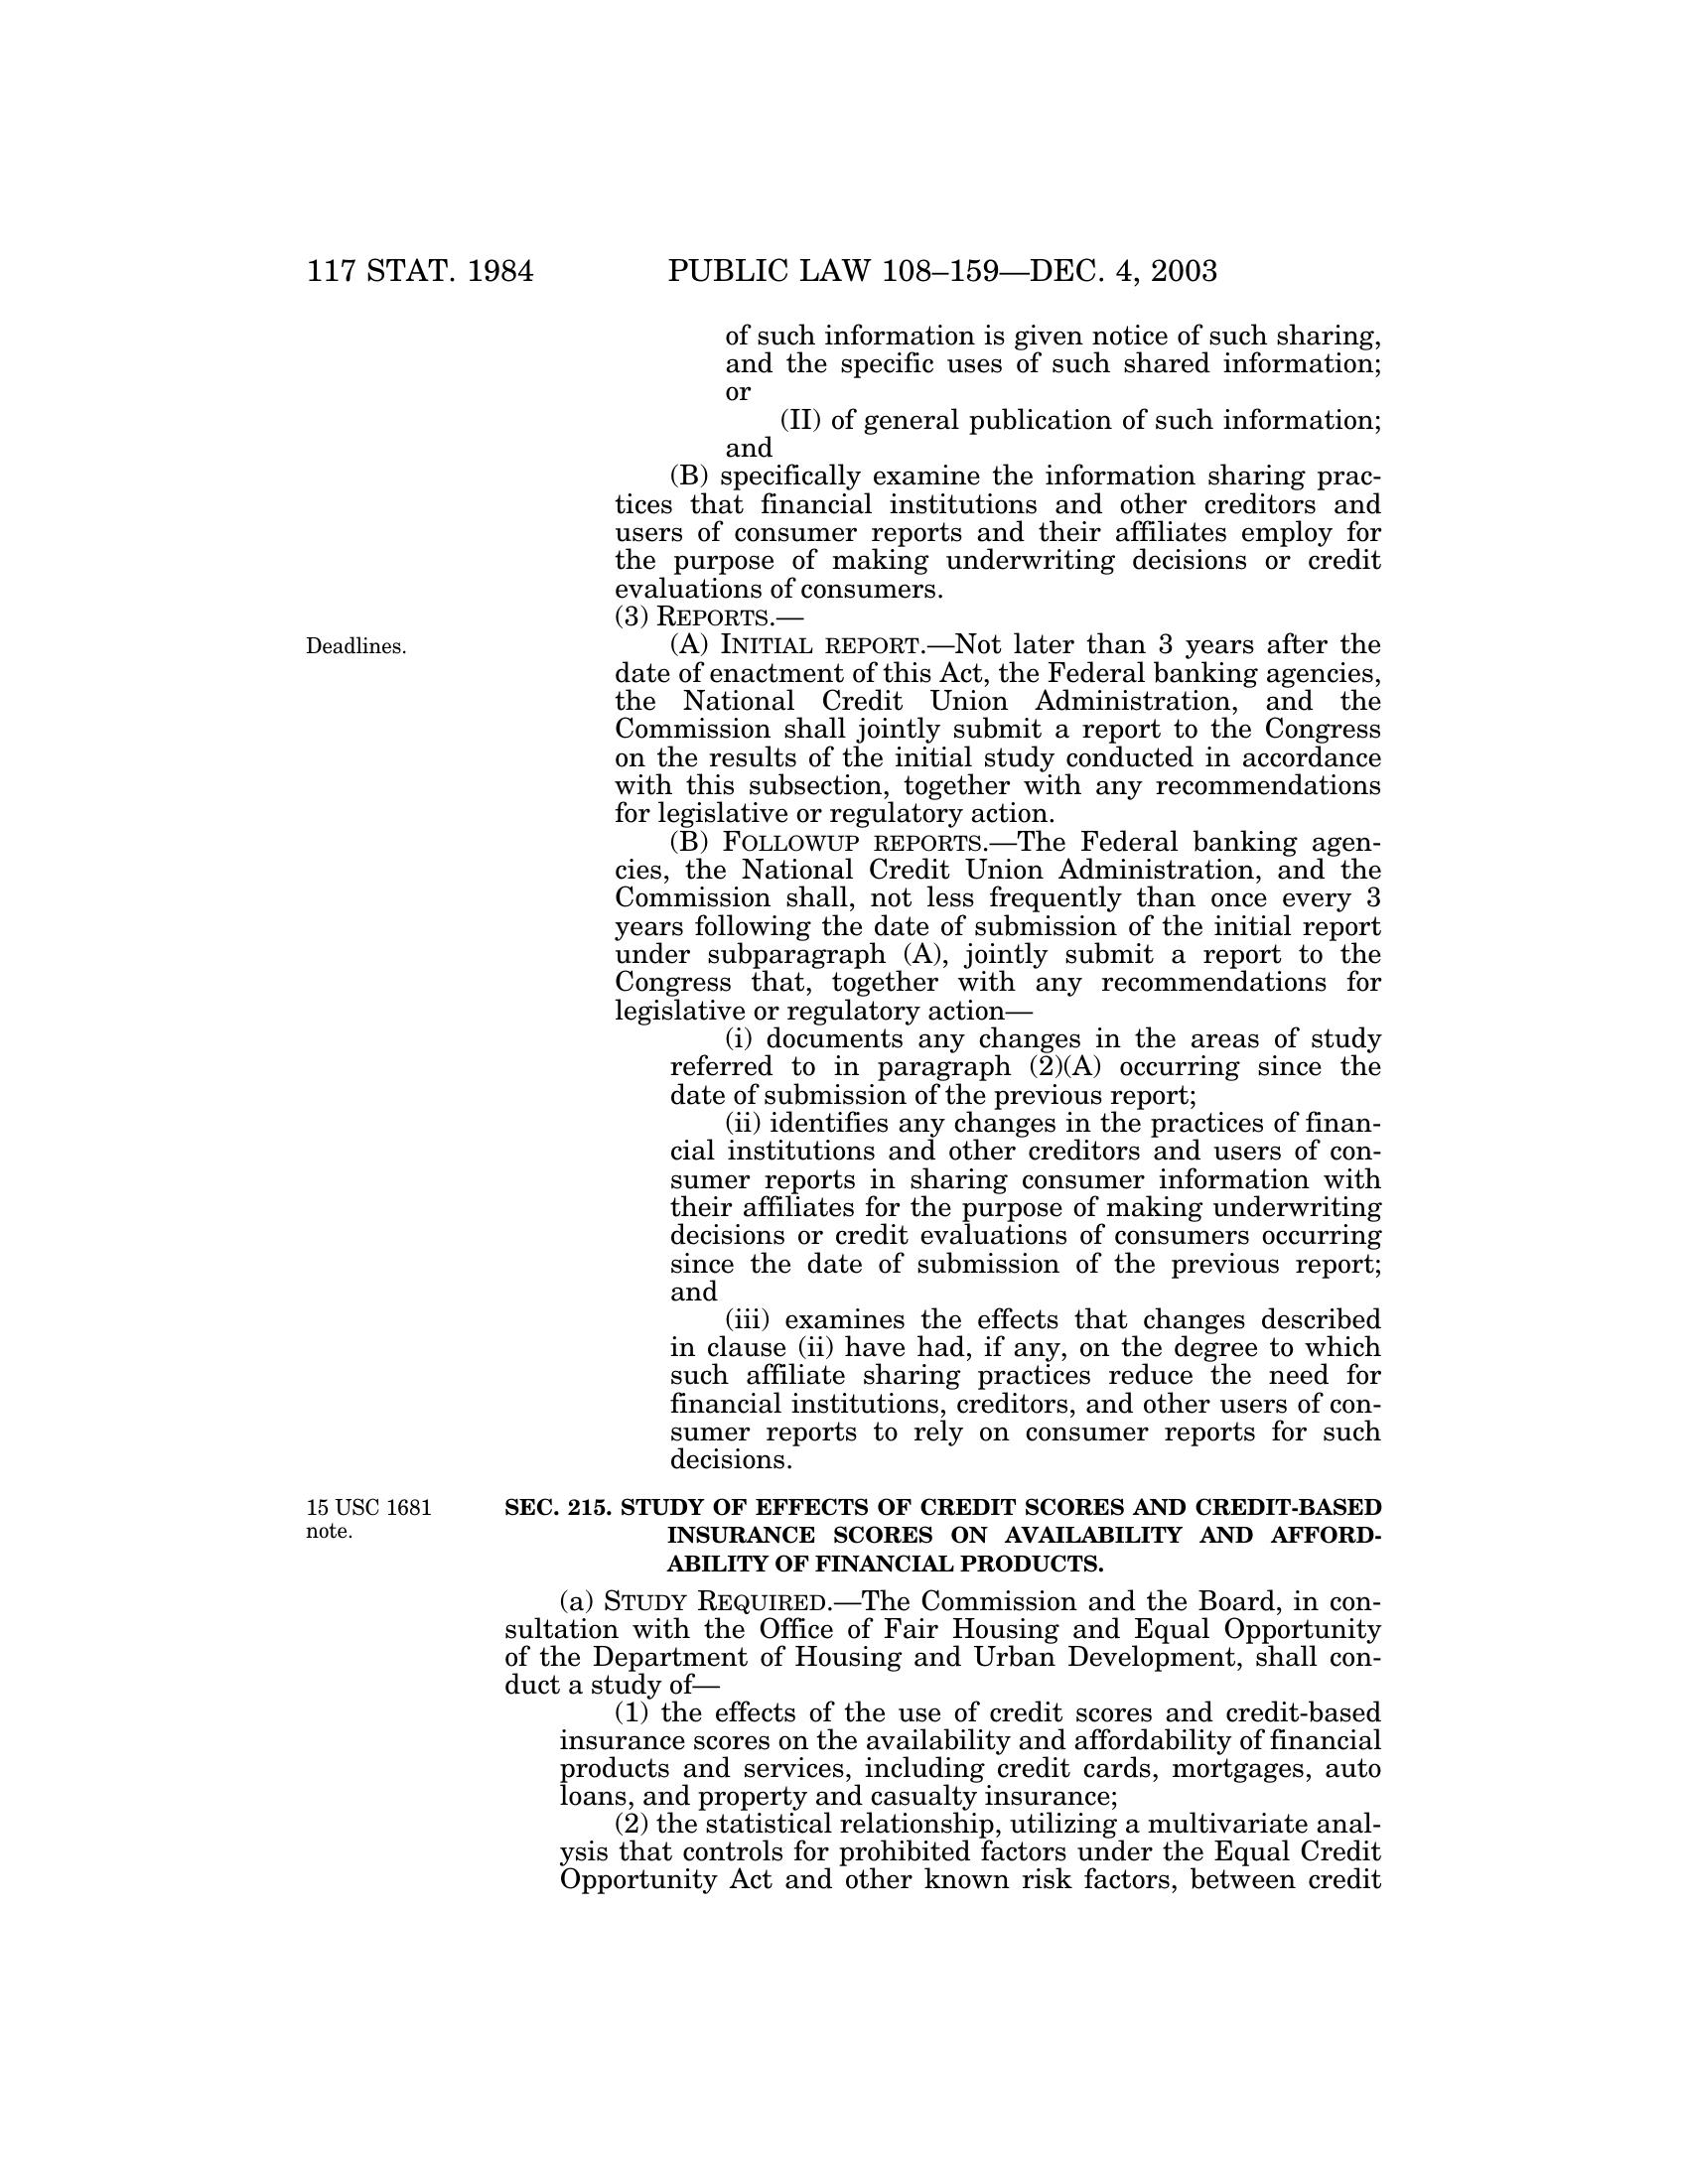 117 STAT. 1984 PUBLIC LAW 108–159—DEC. 4, 2003
of such information is given notice of such sharing,
and the specific uses of such shared information;
or
(II) of general publication of such information;
and
(B) specifically examine the information sharing prac-
tices that financial institutions and other creditors and
users of consumer reports and their affiliates employ for
the purpose of making underwriting decisions or credit
evaluations of consumers.
(3) REPORTS.—
Deadlines.
(A) INITIAL REPORT.—Not later than 3 years after the
date of enactment of this Act, the Federal banking agencies,
the National Credit Union Administration, and the
Commission shall jointly submit a report to the Congress
on the results of the initial study conducted in accordance
with this subsection, together with any recommendations
for legislative or regulatory action.
(B) FOLLOWUP REPORTS.—The Federal banking agen-
cies, the National Credit Union Administration, and the
Commission shall, not less frequently than once every 3
years following the date of submission of the initial report
under subparagraph (A), jointly submit a report to the
Congress that, together with any recommendations for
legislative or regulatory action—
(i) documents any changes in the areas of study
referred to in paragraph (2)(A) occurring since the
date of submission of the previous report;
(ii) identifies any changes in the practices of finan-
cial institutions and other creditors and users of con-
sumer reports in sharing consumer information with
their affiliates for the purpose of making underwriting
decisions or credit evaluations of consumers occurring
since the date of submission of the previous report;
and
(iii) examines the effects that changes described
in clause (ii) have had, if any, on the degree to which
such affiliate sharing practices reduce the need for
financial institutions, creditors, and other users of con-
sumer reports to rely on consumer reports for such
decisions.
15 USC 1681
note.
SEC. 215. STUDY OF EFFECTS OF CREDIT SCORES AND CREDIT-BASED
INSURANCE SCORES ON AVAILABILITY AND AFFORD-
ABILITY OF FINANCIAL PRODUCTS.
(a) STUDY REQUIRED.—The Commission and the Board, in con-
sultation with the Office of Fair Housing and Equal Opportunity
of the Department of Housing and Urban Development, shall con-
duct a study of—
(1) the effects of the use of credit scores and credit-based
insurance scores on the availability and affordability of financial
products and services, including credit cards, mortgages, auto
loans, and property and casualty insurance;
(2) the statistical relationship, utilizing a multivariate anal-
ysis that controls for prohibited factors under the Equal Credit
Opportunity Act and other known risk factors, between credit